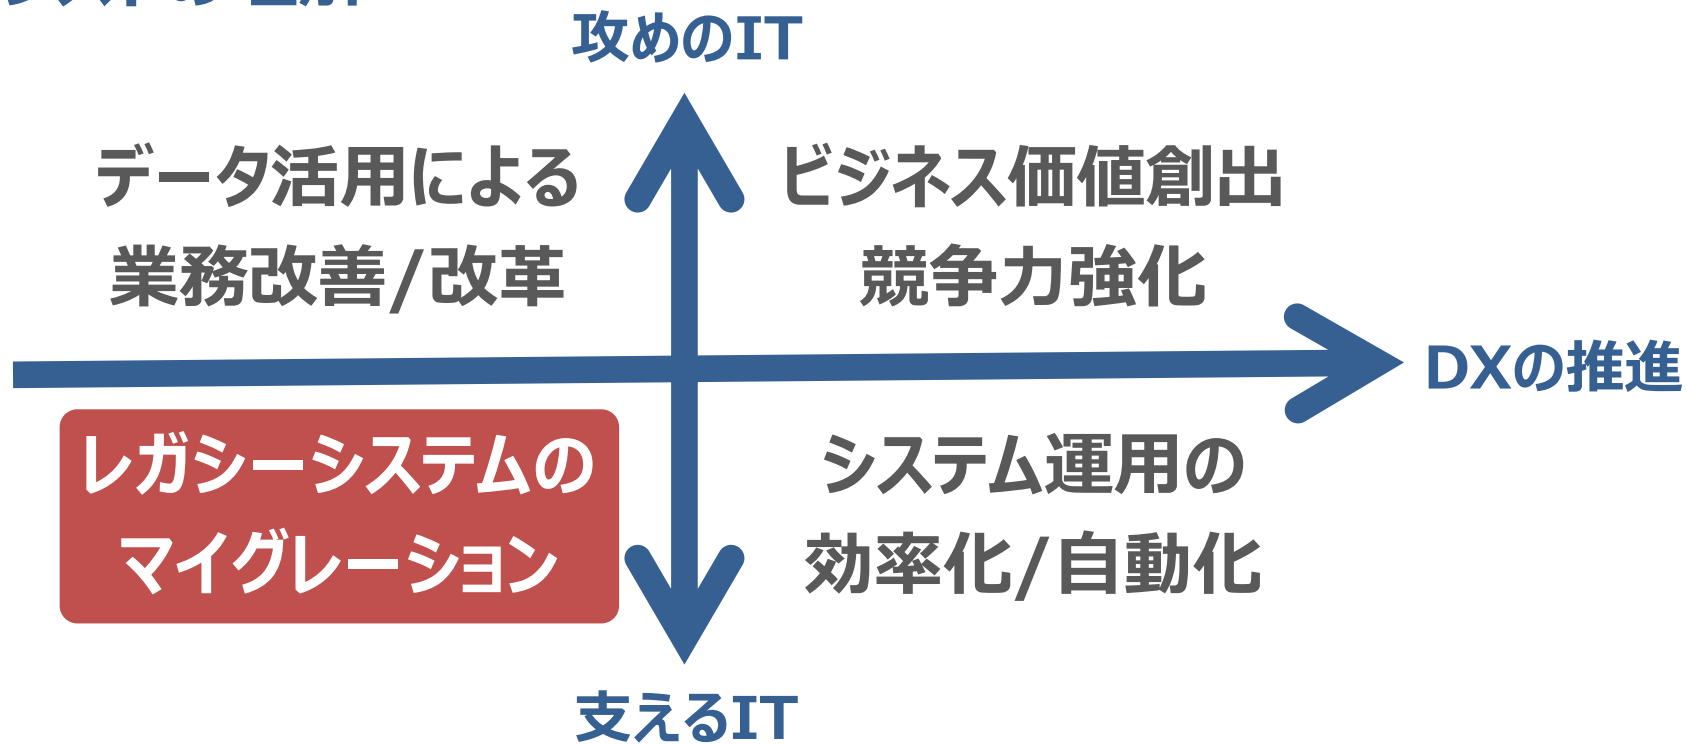 攻めのIT
データ活用による
業務改善/改革
ビジネス価値創出
競争力強化
DXの推進
レガシーシステムの
マイグレーション
システム運用の
効率化/自動化
支えるIT